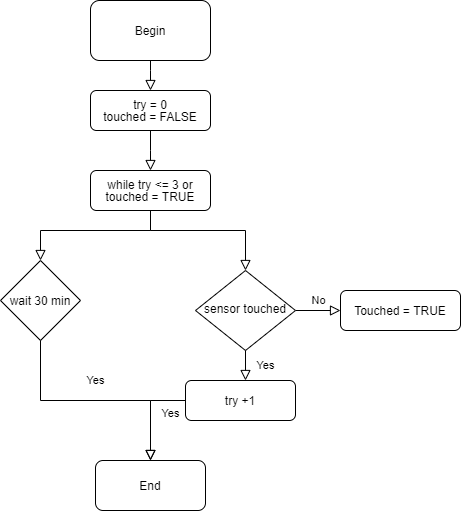 Begin
try = 0
touched = FALSE
while try <= 3 or
touched = TRUE
wait 30 min
sensor touched
No
Touched = TRUE
Yes
Yes
try +1
Yes
End